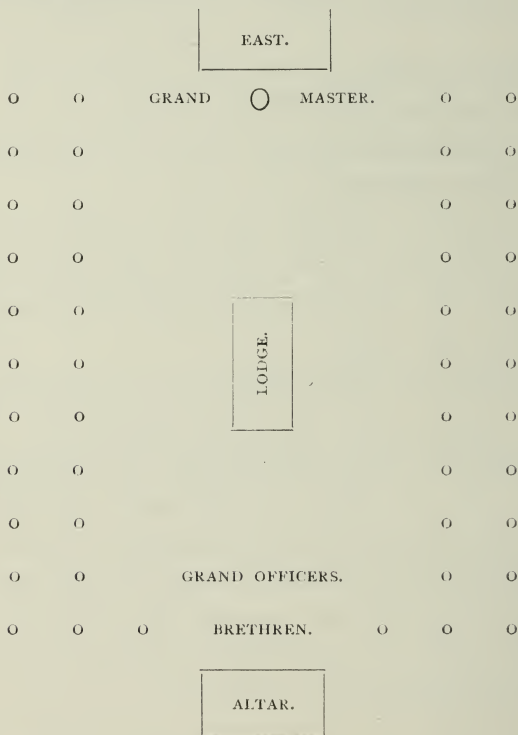 EAST.
O O GRAND O MASTER. O O
O O O O
O O O O
O O O O
O O O O
O O O O
LODGE.
O O O O
O O O O
O O O O
O O GRAND OFFICERS. O O
O O O BRETHREN. O O O
ALTAR.